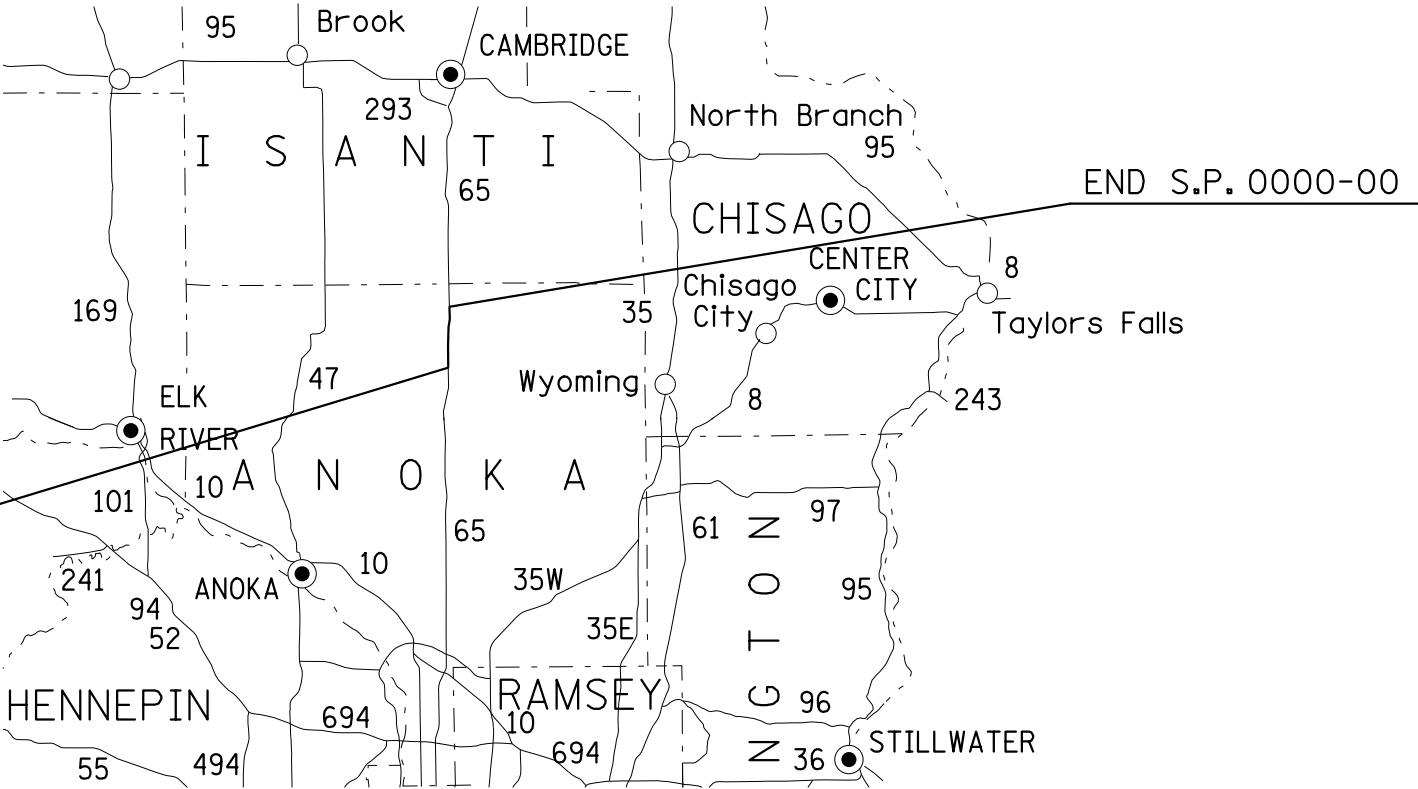 95
Brook
CAMBRIDGE
293
North Branch
95
I S A N T I
65
END S.P. 0000-00
CHISAGO
CENTER
CITY
8
Chisago
City
169
35
Taylors Falls
47
Wyoming
8
243
ELK
RIVER
10
A N O K A
101
65
61
97
10
35W
241
ANOKA
94
52
35E
95
N G T O N
HENNEPIN
RAMSEY
96
694
10
694
STILLWATER
36
55
494